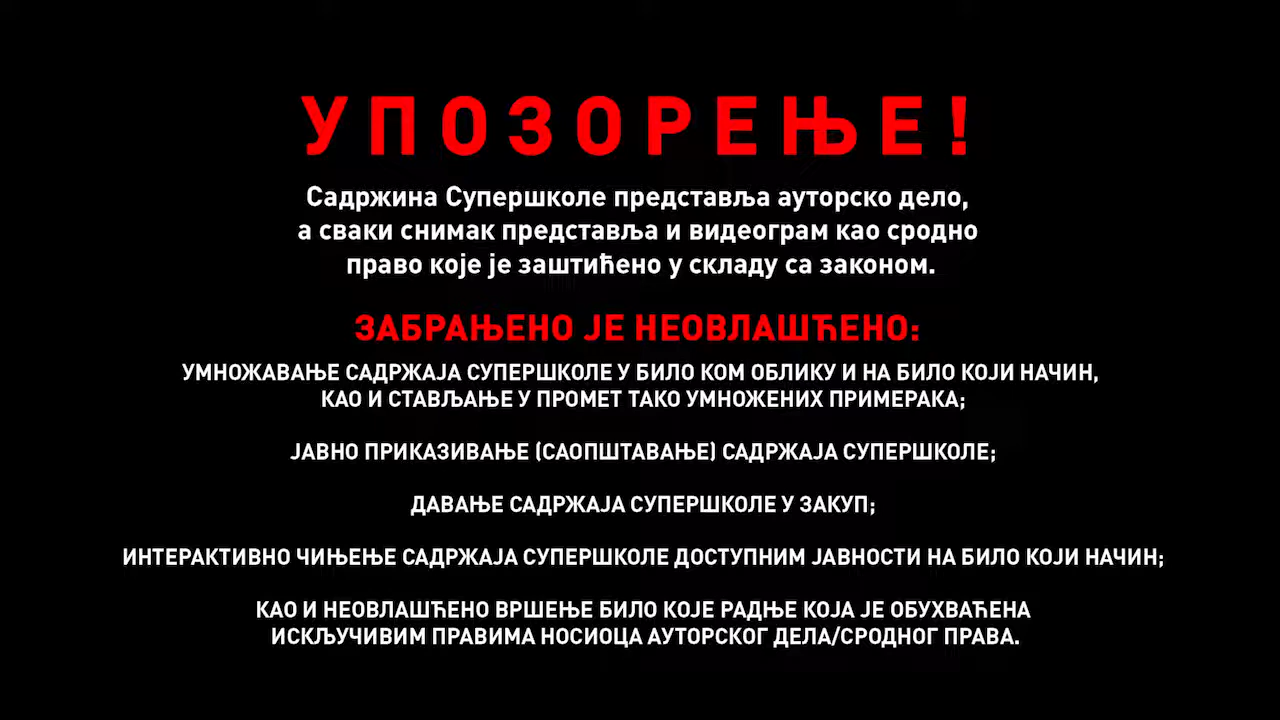 УПОЗОРЕЊЕ!
Садржина Супершколе представља ауторско дело,
а сваки снимак представља и видеограм као сродно
право које је заштићено у складу са законом.
ЗАБРАЊЕНО ЈЕ НЕОВЛАШЋЕНО:
УМНОЖАВАЊЕ САДРЖАЈА СУПЕРШКОЛЕ У БИЛО КОМ ОБЛИКУ И НА БИЛО КОЈИ НАЧИН,
КАО И СТАВЉАЊЕ У ПРОМЕТ ТАКО УМНОЖЕНИХ ПРИМЕРАКА;
ЈАВНО ПРИКАЗИВАЊЕ (САОПШТАВАЊЕ) САДРЖАЈА СУПЕРШКОЛЕ;
ДАВАЊЕ САДРЖАЈА СУПЕРШКОЛЕ У ЗАКУП;
ИНТЕРАКТИВНО ЧИЊЕЊЕ САДРЖАЈА СУПЕРШКОЛЕ ДОСТУПНИМ ЈАВНОСТИ НА БИЛО КОЈИ НАЧИН;
КАО И НЕОВЛАШЋЕНО ВРШЕЊЕ БИЛО КОЈЕ РАДЊЕ КОЈА ЈЕ ОБУХВАЋЕНА
ИСКЉУЧИВИМ ПРАВИМА НОСИОЦА АУТОРСКОГ ДЕЛА/СРОДНОГ ПРАВА.